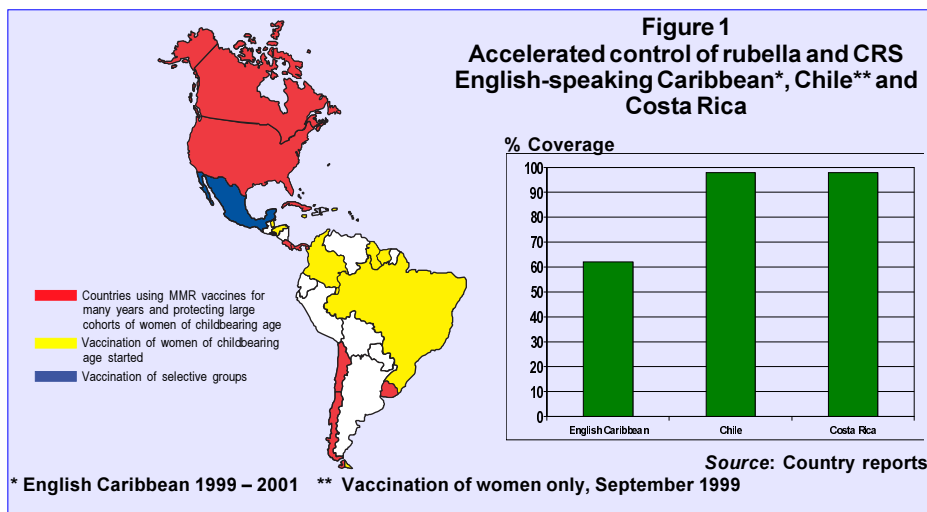 Figure 1
Accelerated control of rubella and CRS
English-speaking Caribbean*, Chile** and
Costa Rica
% Coverage
100
90
80
70
60
50
40
30
20
10
0
English Caribbean
Chile
Costa Rica
Countries using MMR vaccines for
many years and protecting large
cohorts of women of childbearing age
Vaccination of women of childbearing
age started
Vaccination of selective groups
Source: Country reports
* English Caribbean 1999 – 2001 ** Vaccination of women only, September 1999